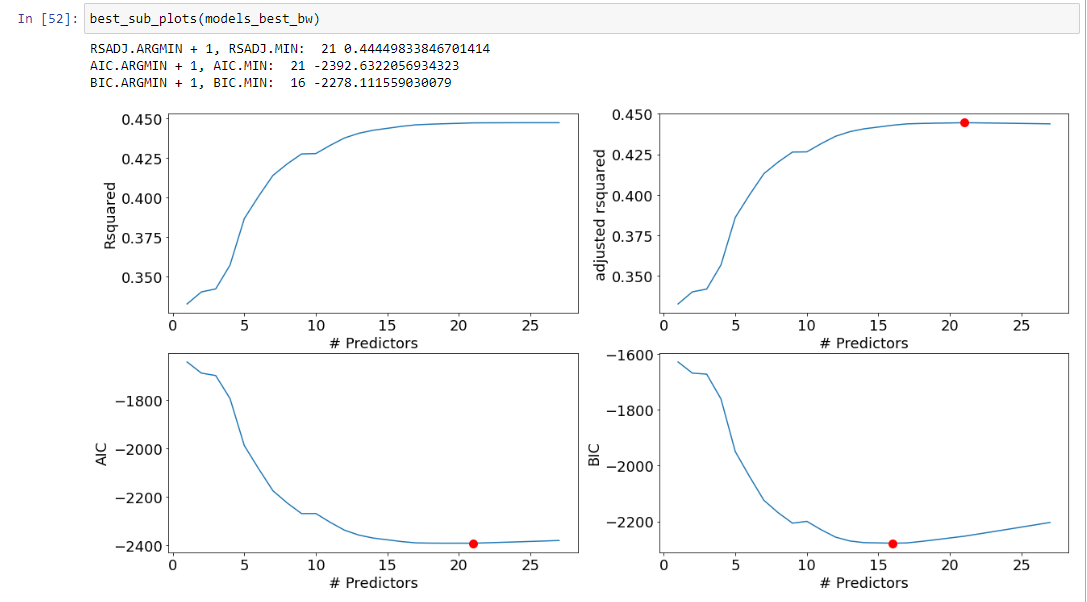 In [52]: best_sub_plots(models_best_bw)
RSADJ.ARGMIN + 1, RSADJ.MIN:  21 0.44449833846701414
AIC.ARGMIN + 1, AIC.MIN:  21 -2392.6322056934323
BIC.ARGMIN + 1, BIC.MIN:  16 -2278.111559030079
Rsquared
0.450
0.425
0.400
0.375
0.350
0 5 10 15 20 25
# Predictors
adjusted rsquared
0.450
0.425
0.400
0.375
0.350
0 5 10 15 20 25
# Predictors
AIC
−1800
−2000
−2200
−2400
0 5 10 15 20 25
# Predictors
BIC
−1600
−1800
−2000
−2200
0 5 10 15 20 25
# Predictors